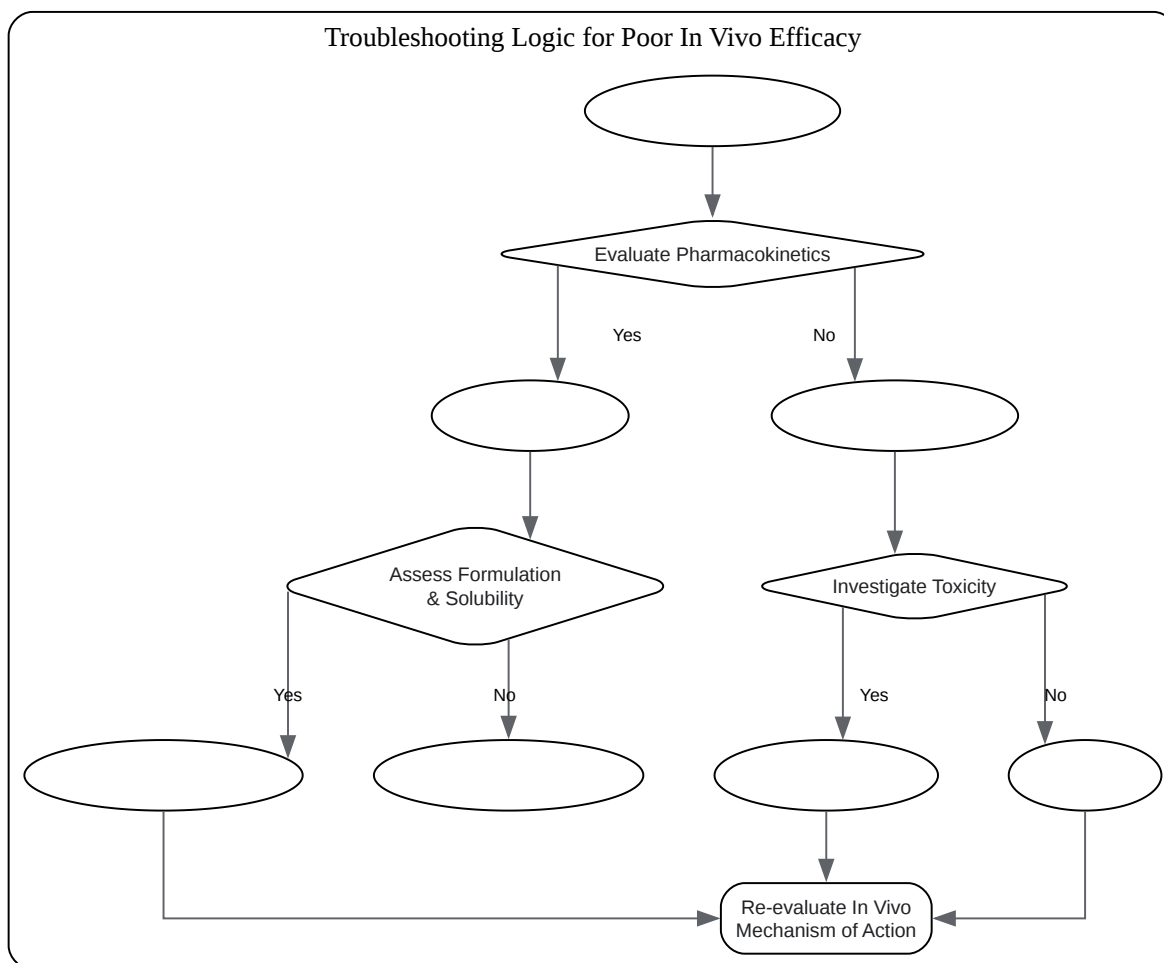 Troubleshooting Logic for Poor In Vivo Efficacy
Evaluate Pharmacokinetics
Yes
No
Assess Formulation
& Solubility
Investigate Toxicity
Yes
No
Yes
No
Re-evaluate In Vivo
Mechanism of Action